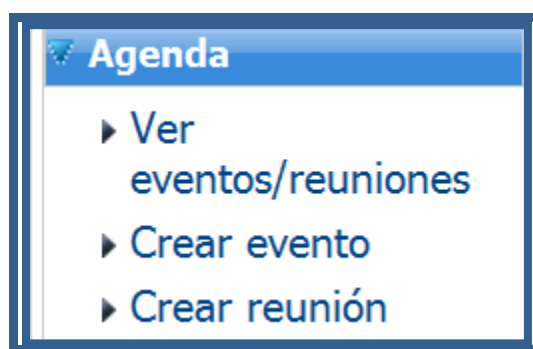 Agenda
Ver
eventos/reuniones
Crear evento
Crear reunión